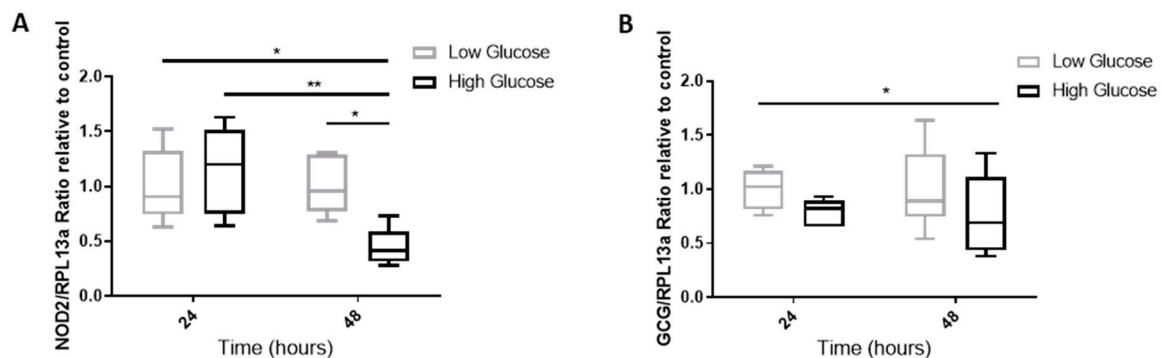 A
NOD2/RPL13a Ratio relative to control
2.0
1.5
1.0
0.5
0.0
*
**
*
Low Glucose
High Glucose
24
48
Time (hours)
B
GCG/RPL13a Ratio relative to control
2.0
1.5
1.0
0.5
0.0
*
Low Glucose
High Glucose
24
48
Time (hours)